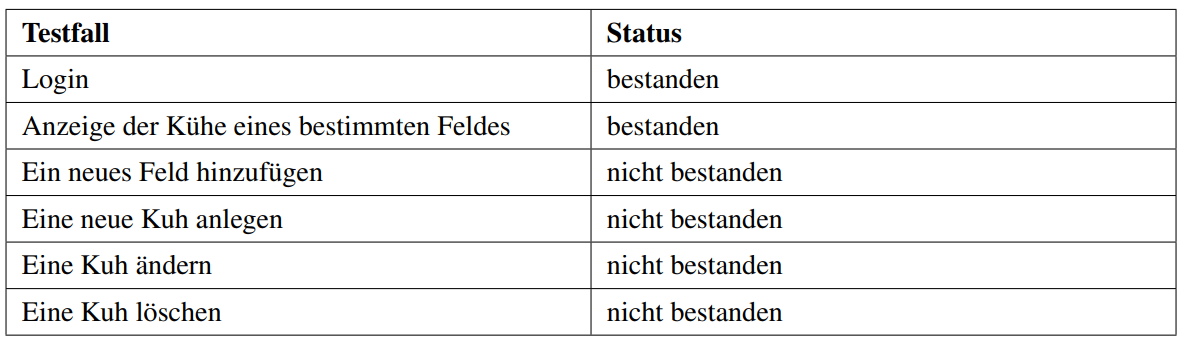 Testfall Status
Login bestanden
Anzeige der Kühe eines bestimmten Feldes bestanden
Ein neues Feld hinzufügen nicht bestanden
Eine neue Kuh anlegen nicht bestanden
Eine Kuh ändern nicht bestanden
Eine Kuh löschen nicht bestanden